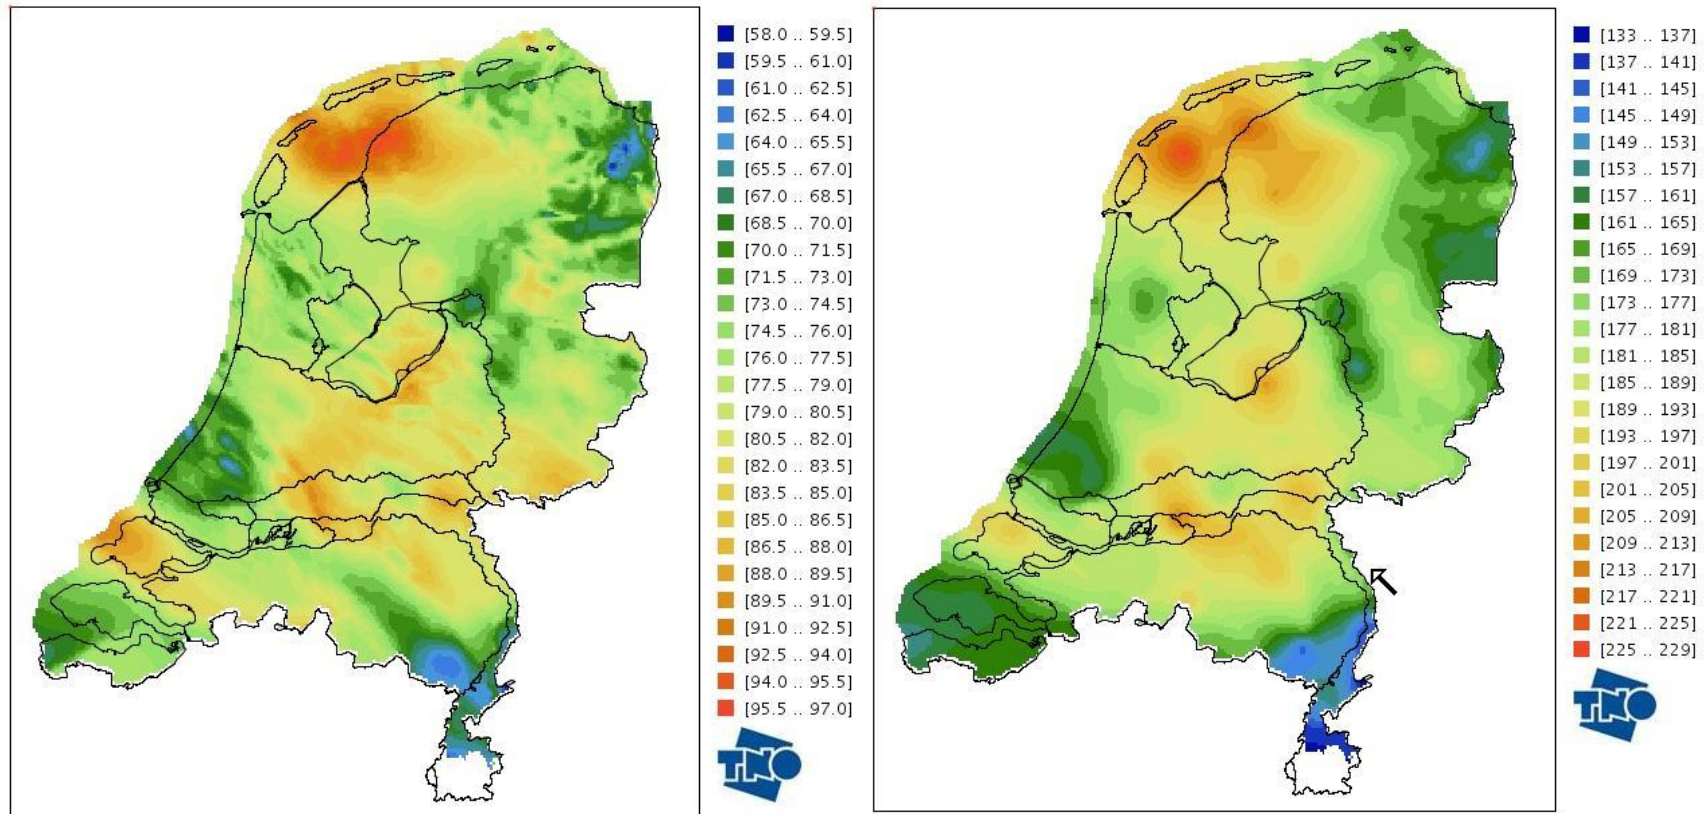 [58.0 .. 59.5]
[59.5 .. 61.0]
[61.0 .. 62.5]
[62.5 .. 64.0]
[64.0 .. 65.5]
[65.5 .. 67.0]
[67.0 .. 68.5]
[68.5 .. 70.0]
[70.0 .. 71.5]
[71.5 .. 73.0]
[73.0 .. 74.5]
[74.5 .. 76.0]
[76.0 .. 77.5]
[77.5 .. 79.0]
[79.0 .. 80.5]
[80.5 .. 82.0]
[82.0 .. 83.5]
[83.5 .. 85.0]
[85.0 .. 86.5]
[86.5 .. 88.0]
[88.0 .. 89.5]
[89.5 .. 91.0]
[91.0 .. 92.5]
[92.5 .. 94.0]
[94.0 .. 95.5]
[95.5 .. 97.0]
TNO
[133 .. 137]
[137 .. 141]
[141 .. 145]
[145 .. 149]
[149 .. 153]
[153 .. 157]
[157 .. 161]
[161 .. 165]
[165 .. 169]
[169 .. 173]
[173 .. 177]
[177 .. 181]
[181 .. 185]
[185 .. 189]
[189 .. 193]
[193 .. 197]
[197 .. 201]
[201 .. 205]
[205 .. 209]
[209 .. 213]
[213 .. 217]
[217 .. 221]
[221 .. 225]
[225 .. 229]
TNO